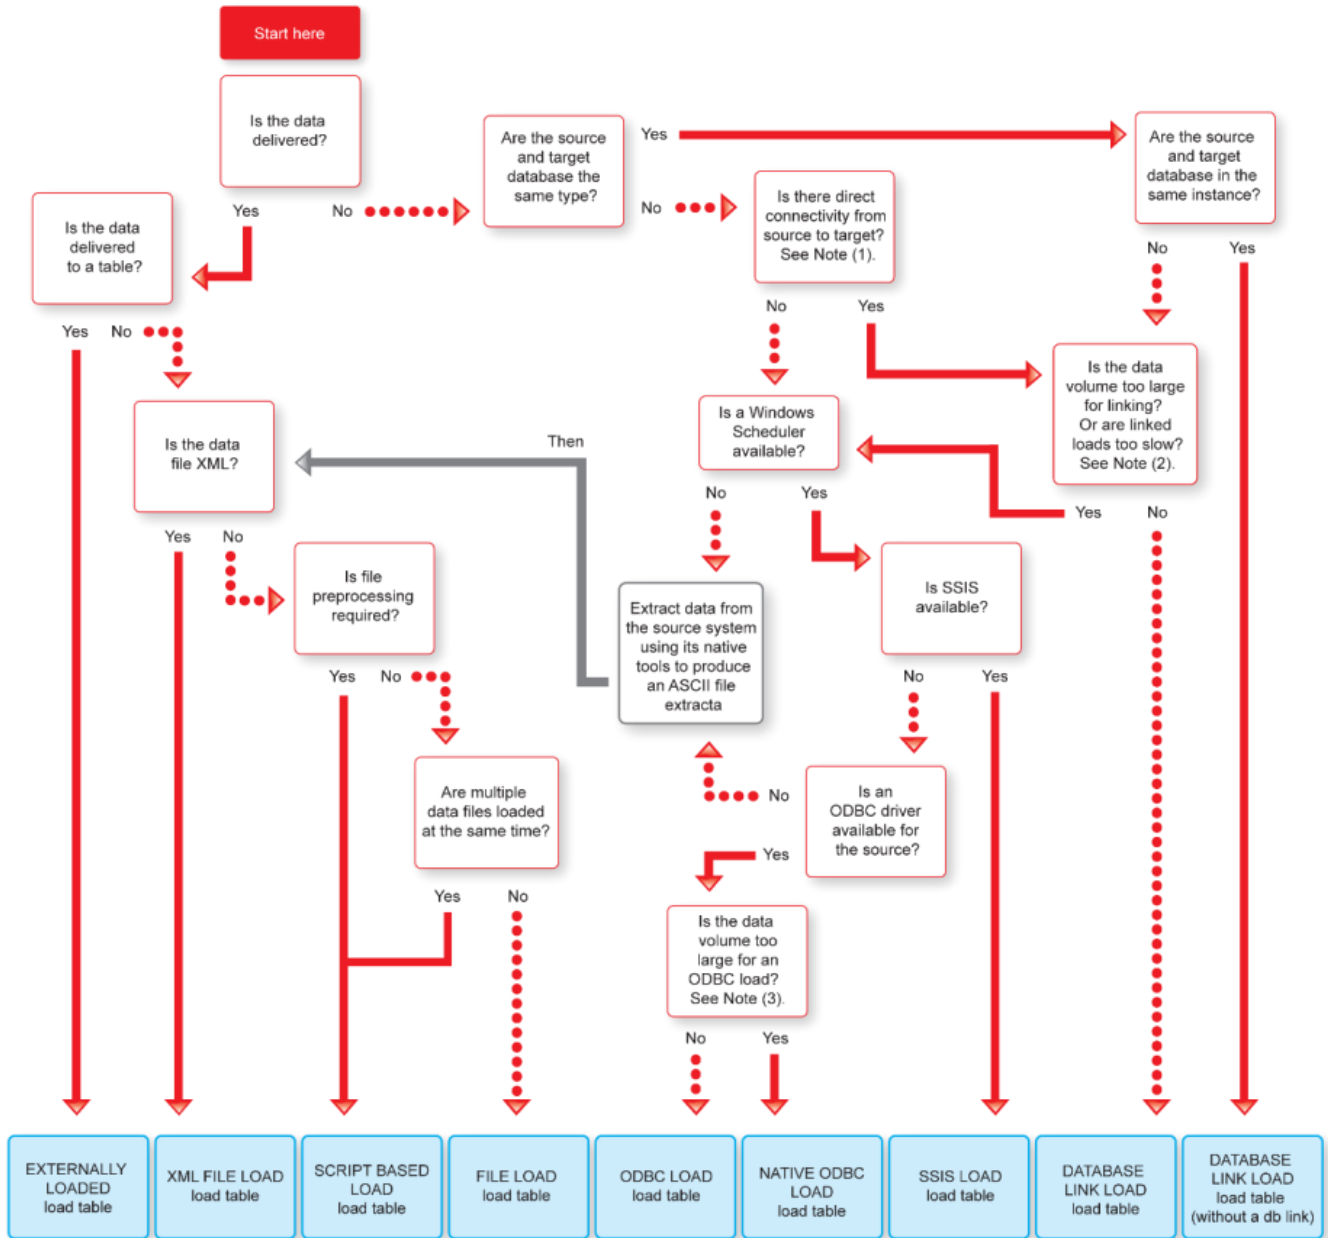 Start here
Is the data
delivered?
Yes
No
Are the source
and target
database the
same type?
Yes
No
Are the source
and target
database in the
same instance?
No
Yes
Is the data
delivered
to a table?
Yes
No
Is there direct
connectivity from
source to target?
See Note (1).
No
Yes
Is the data
volume too large
for linking?
Or are linked
loads too slow?
See Note (2).
Yes
No
Is the data
file XML?
Yes
No
Then
Is a Windows
Scheduler
available?
No
Yes
Is file
preprocessing
required?
Yes
No
Extract data from
the source system
using its native
tools to produce
an ASCII file
extracta
Is SSIS
available?
No
Yes
Are multiple
data files loaded
at the same time?
Yes
No
Is an
ODBC driver
available for
the source?
No
Yes
Is the data
volume too
large for an
ODBC load?
See Note (3).
No
Yes
EXTERNALLY
LOADED
load table
XML FILE LOAD
load table
SCRIPT BASED
LOAD
load table
FILE LOAD
load table
ODBC LOAD
load table
NATIVE ODBC
LOAD
load table
SSIS LOAD
load table
DATABASE
LINK LOAD
load table
DATABASE
LINK LOAD
load table
(without a db link)